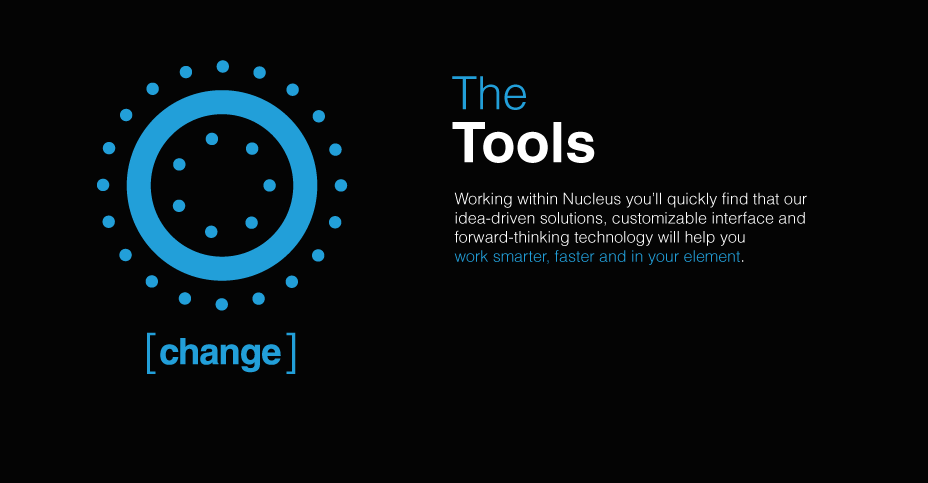 The
Tools
Working within Nucleus you’ll quickly find that our
idea-driven solutions, customizable interface and
forward-thinking technology will help you
work smarter, faster and in your element.
[change]